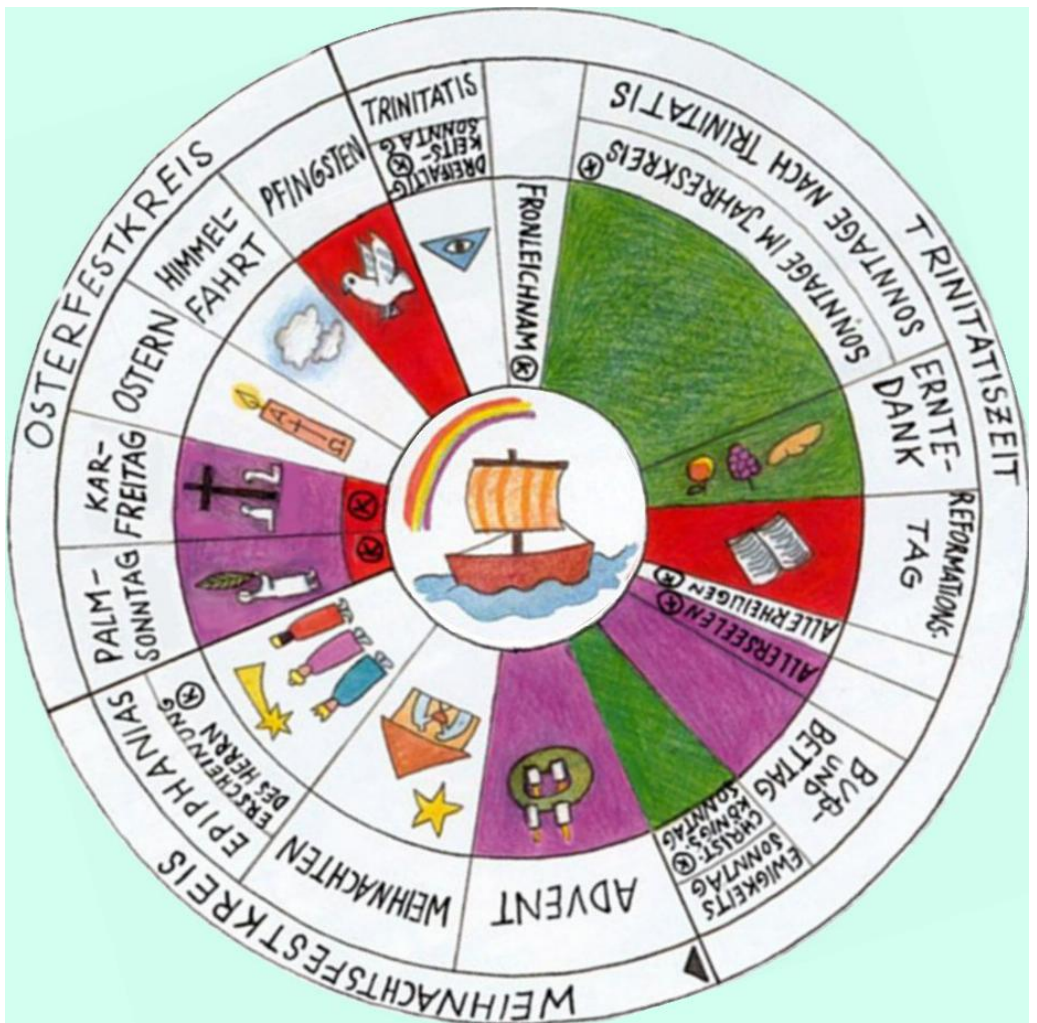 WEIHNACHTSFESTKREIS
ADVENT
WEIHNACHTEN
EPIPHANIAS
ERSCHEINUNG
DES HERRN Ⓚ
OSTERFESTKREIS
PALM-
SONNTAG
Ⓚ
KAR-
FREITAG
Ⓚ
OSTERN
HIMMEL-
FAHRT
PFINGSTEN
TRINITATISZEIT
TRINITATIS
DREIFALTIG
KEITS-Ⓚ
SONNTAG
FRONLEICHNAM Ⓚ
SONNTAGE NACH TRINITATIS
SONNTAGE IM JAHRESKREIS Ⓚ
ERNTE-
DANK
REFORMATIONS-
TAG
ALLERHEILIGEN Ⓚ
ALLERSEELEN Ⓚ
BUß-
UND
BETTAG
EWIGKEITS
SONNTAG
CHRIST-Ⓚ
KÖNIGS-
SONNTAG